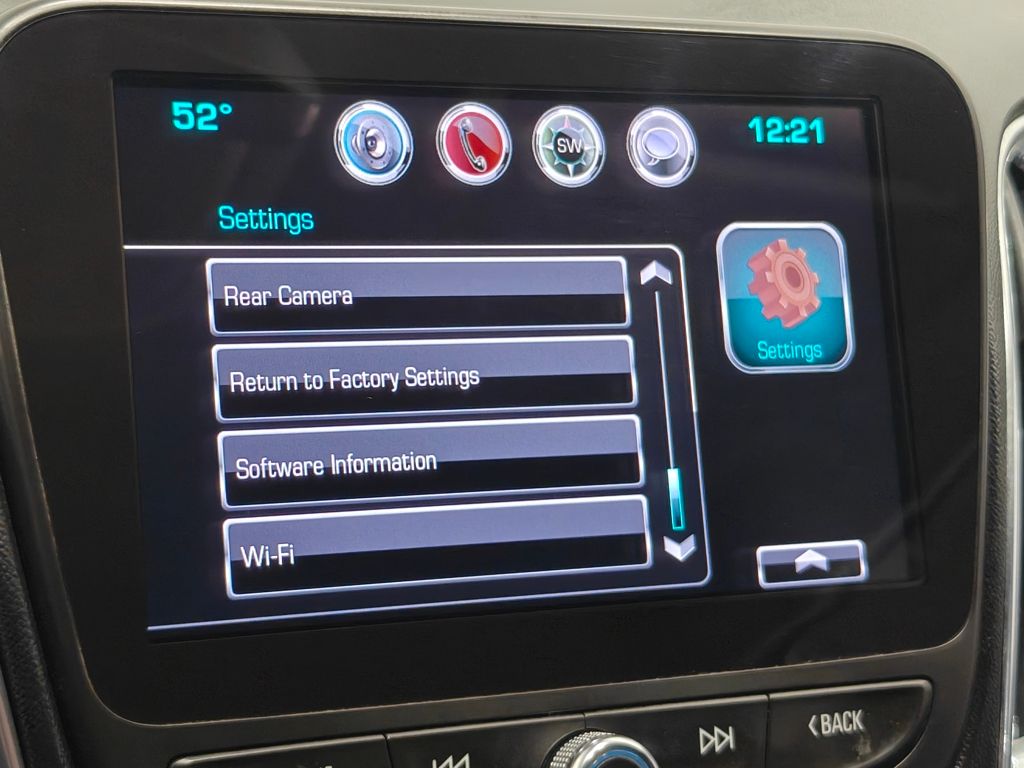 52°
SW
12:21
Settings
Rear Camera
Return to Factory Settings
Software Information
Wi-Fi
Settings
BACK